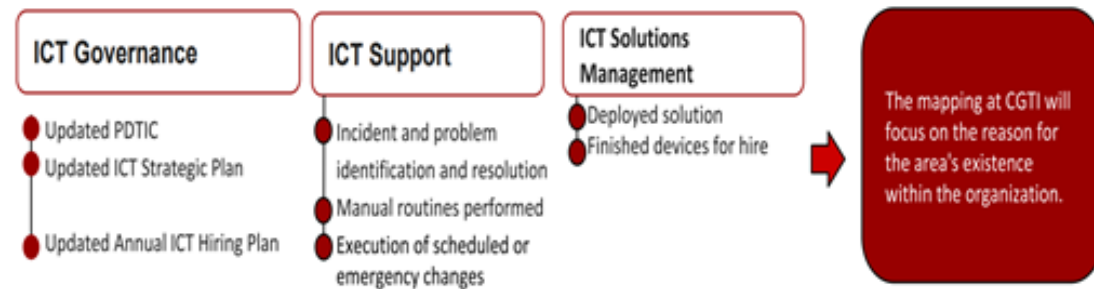 ICT Governance
Updated PDTIC
Updated ICT Strategic Plan
Updated Annual ICT Hiring Plan
ICT Support
Incident and problem
identification and resolution
Manual routines performed
Execution of scheduled or
emergency changes
ICT Solutions
Management
Deployed solution
Finished devices for hire
The mapping at CGTI will
focus on the reason for
the area's existence
within the organization.